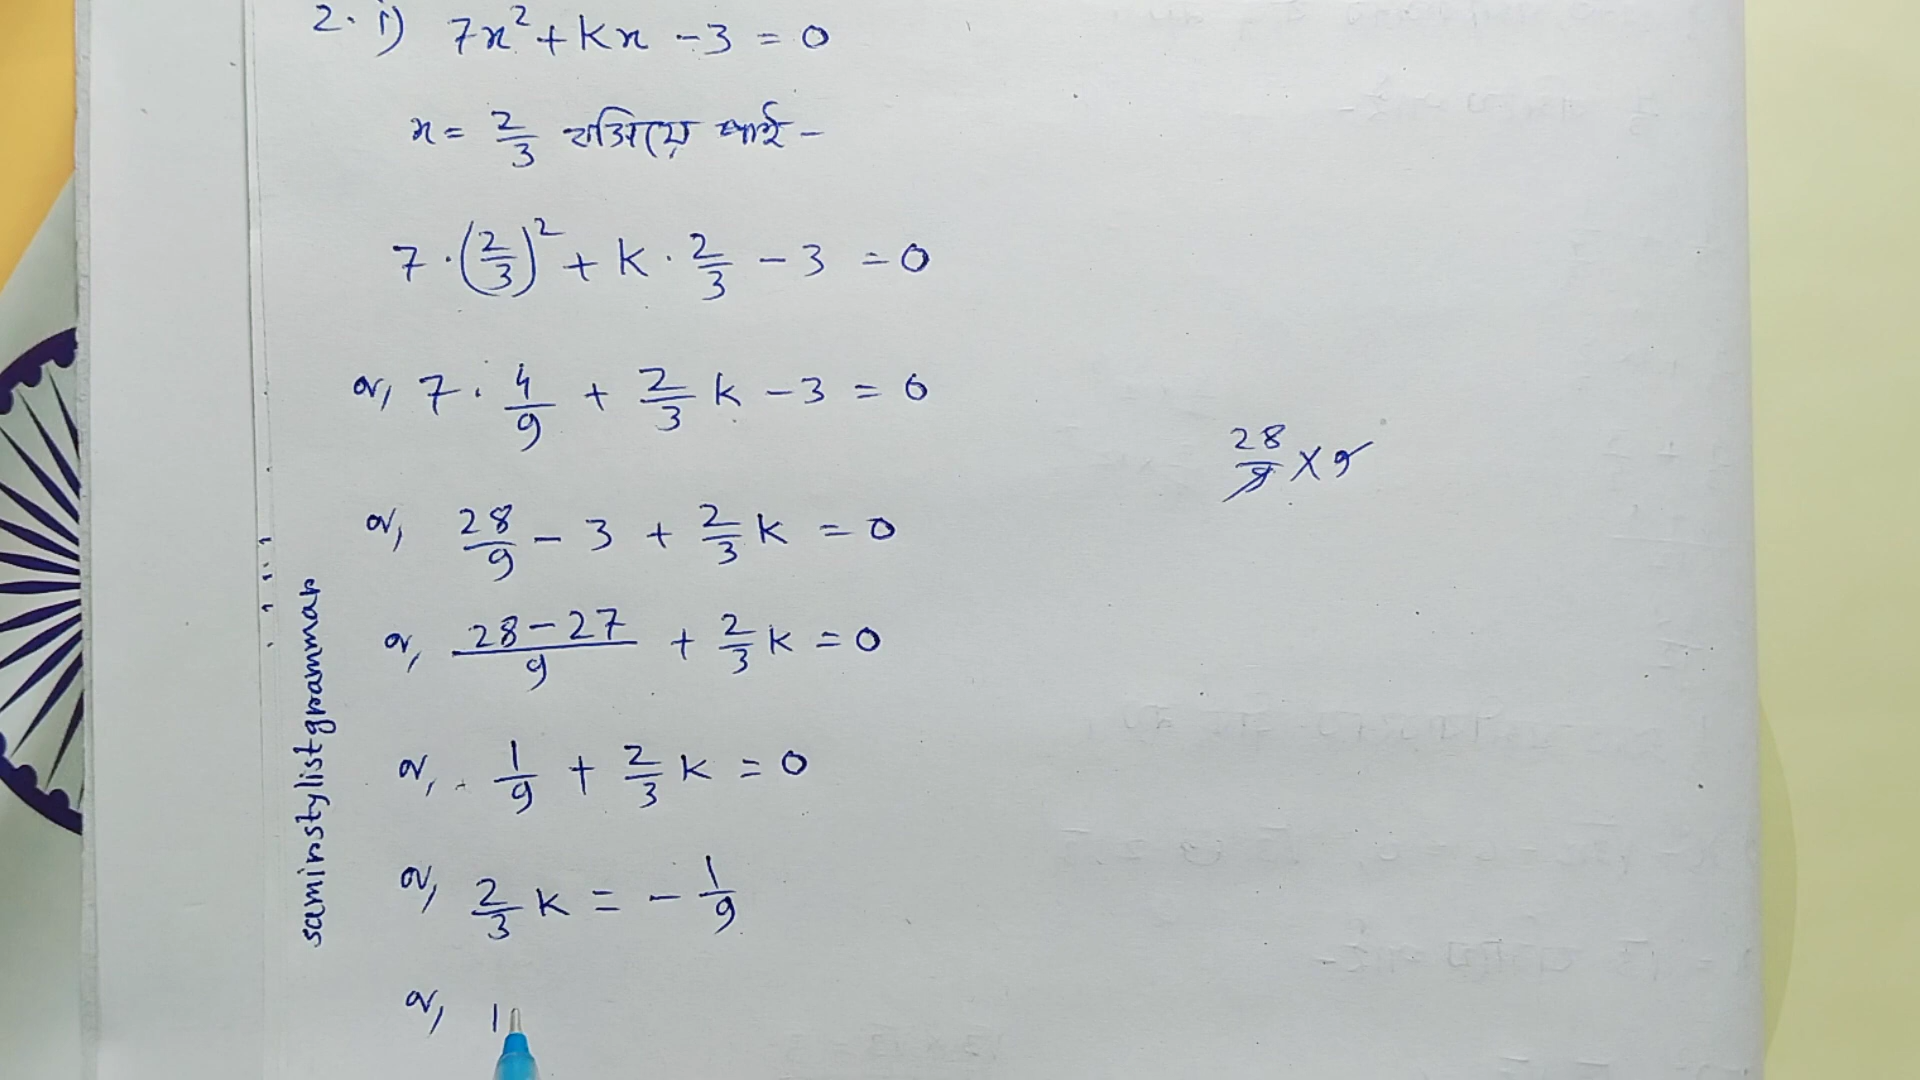 2. i) 7x² + kx - 3 = 0
x = 2/3 বসিয়ে পাই -
7 · (2/3)² + k · 2/3 - 3 = 0
বা, 7 · 4/9 + 2/3 k - 3 = 0
28/9 × 9
বা, 28/9 - 3 + 2/3 k = 0
বা, 28 - 27/9 + 2/3 k = 0
বা, 1/9 + 2/3 k = 0
বা, 2/3 k = - 1/9
বা,
saminstylistgrammar